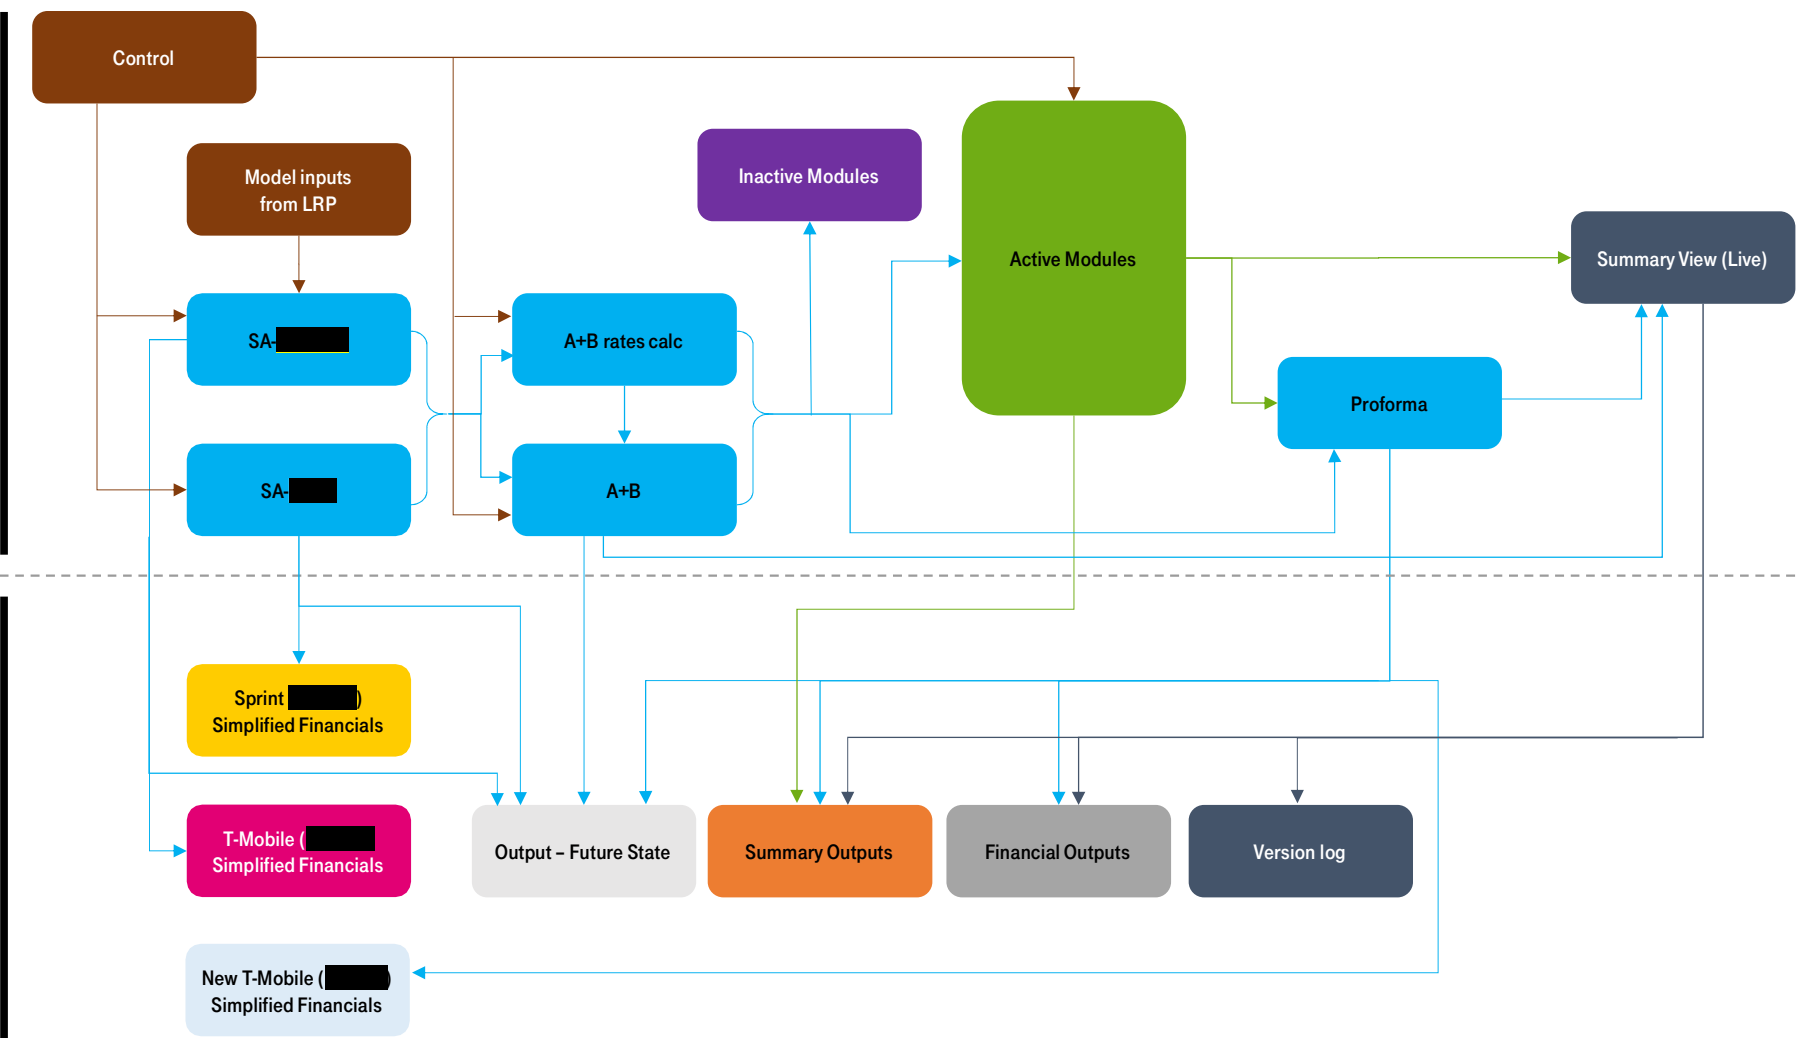 Control
Model inputs
from LRP
Inactive Modules
Active Modules
Summary View (Live)
SA-
A+B rates calc
Proforma
SA-
A+B
Sprint )
Simplified Financials
T-Mobile (
Simplified Financials
Output – Future State
Summary Outputs
Financial Outputs
Version log
New T-Mobile ( )
Simplified Financials